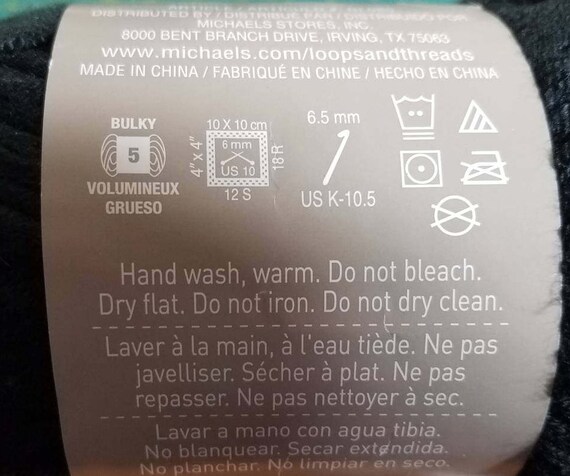 DISTRIBUTED BY / DISTRIBUÉ PAR / DISTRIBUIDO POR
MICHAELS STORES, INC.
8000 BENT BRANCH DRIVE, IRVING, TX 75063
www.michaels.com/loopsandthreads
MADE IN CHINA / FABRIQUÉ EN CHINE / HECHO EN CHINA
BULKY
5
VOLUMINEUX
GRUESO
10 X 10 cm
4" x 4"
6 mm
US 10
18 R
12 S
6.5 mm
US K-10.5
Hand wash, warm. Do not bleach.
Dry flat. Do not iron. Do not dry clean.
Laver à la main, à l'eau tiède. Ne pas
javelliser. Sécher à plat. Ne pas
repasser. Ne pas nettoyer à sec.
Lavar a mano con agua tibia.
No blanquear. Secar extendida.
No planchar. No limpiar en seco.